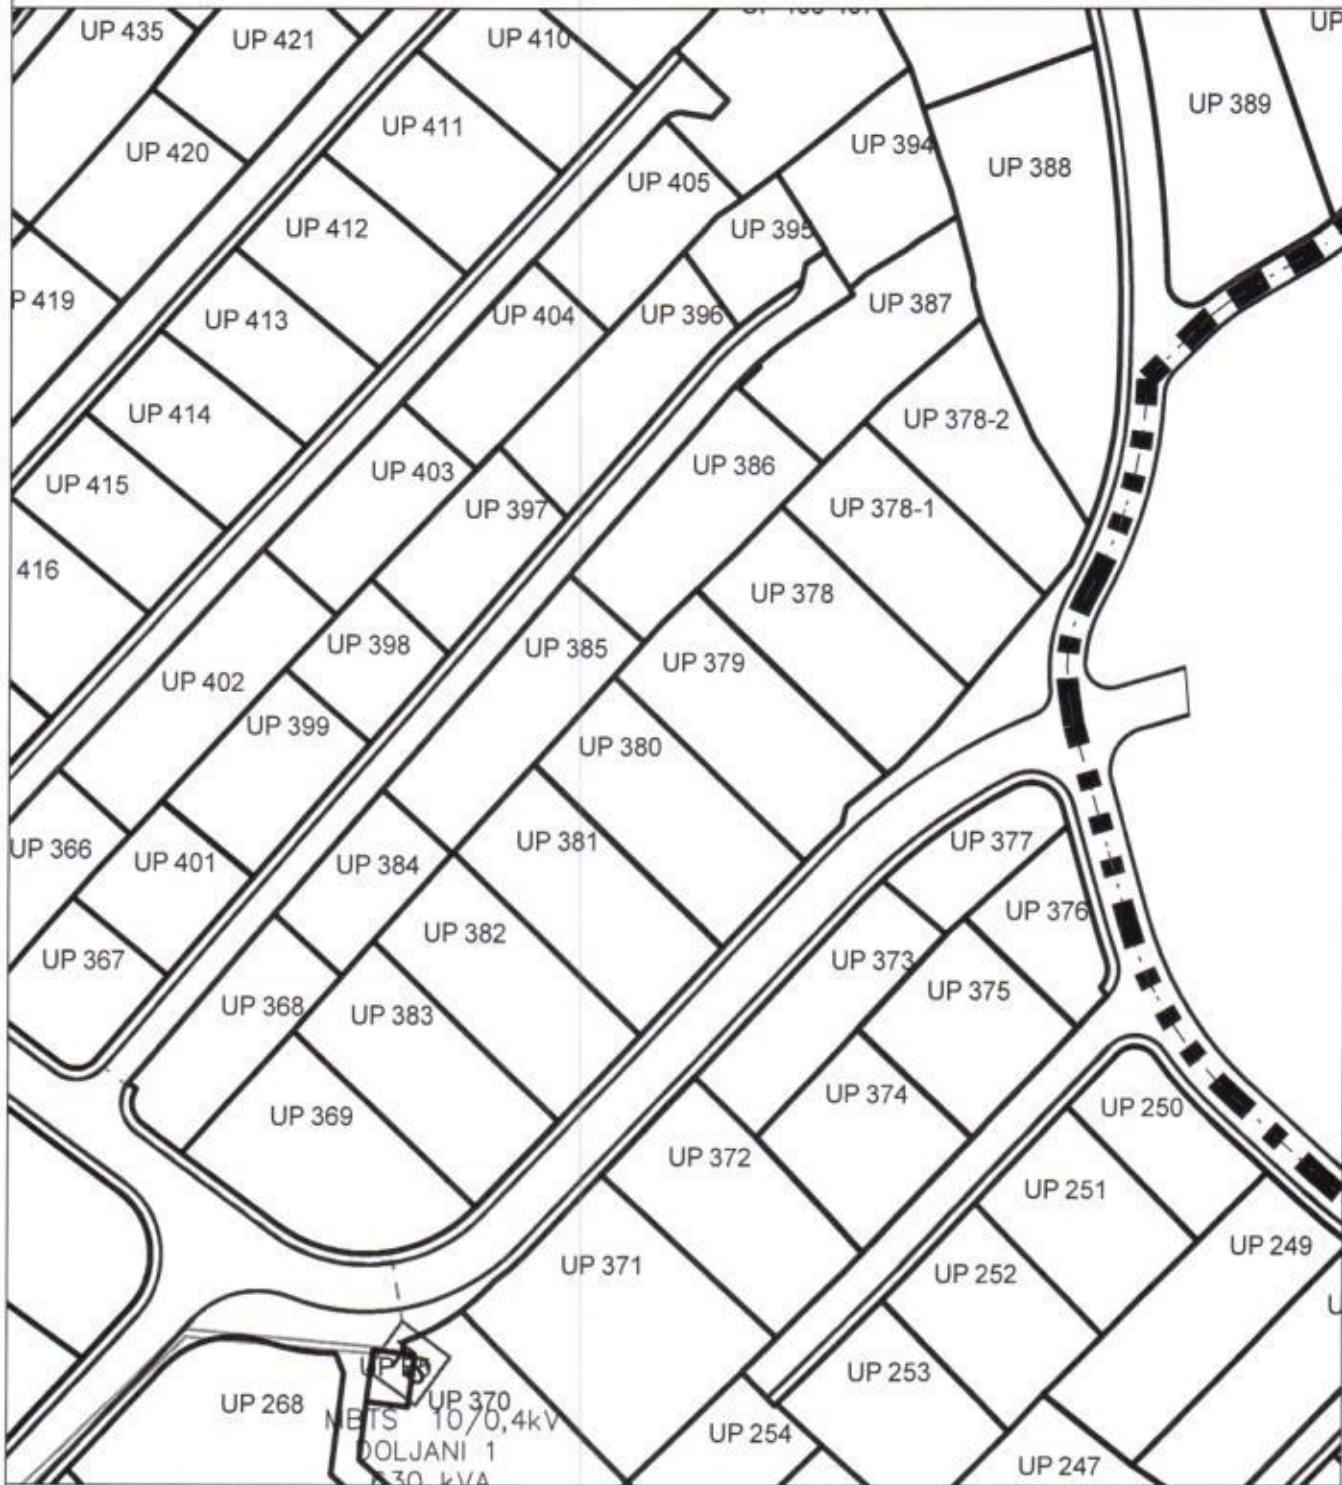 UP 435
UP 421
UP 410
UP
UP 389
UP 411
UP 420
UP 394
UP 388
UP 405
UP 412
UP 395
P 419
UP 413
UP 404
UP 396
UP 387
UP 414
UP 378-2
UP 403
UP 386
UP 415
UP 397
UP 378-1
416
UP 378
UP 398
UP 385
UP 379
UP 402
UP 399
UP 380
UP 366
UP 401
UP 384
UP 381
UP 377
UP 376
UP 382
UP 367
UP 373
UP 375
UP 368
UP 383
UP 374
UP 250
UP 369
UP 372
UP 251
UP 249
UP 371
UP 252
UP 253
UP 268
UP 370
MBTS 10/0,4kV
DOLJANI 1
630 kVA
UP 254
UP 247